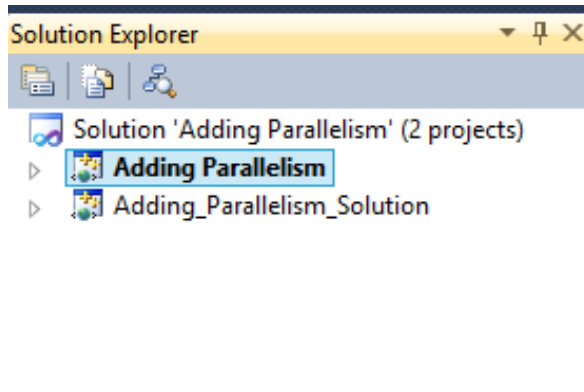 Solution Explorer
Solution 'Adding Parallelism' (2 projects)
Adding Parallelism
Adding_Parallelism_Solution